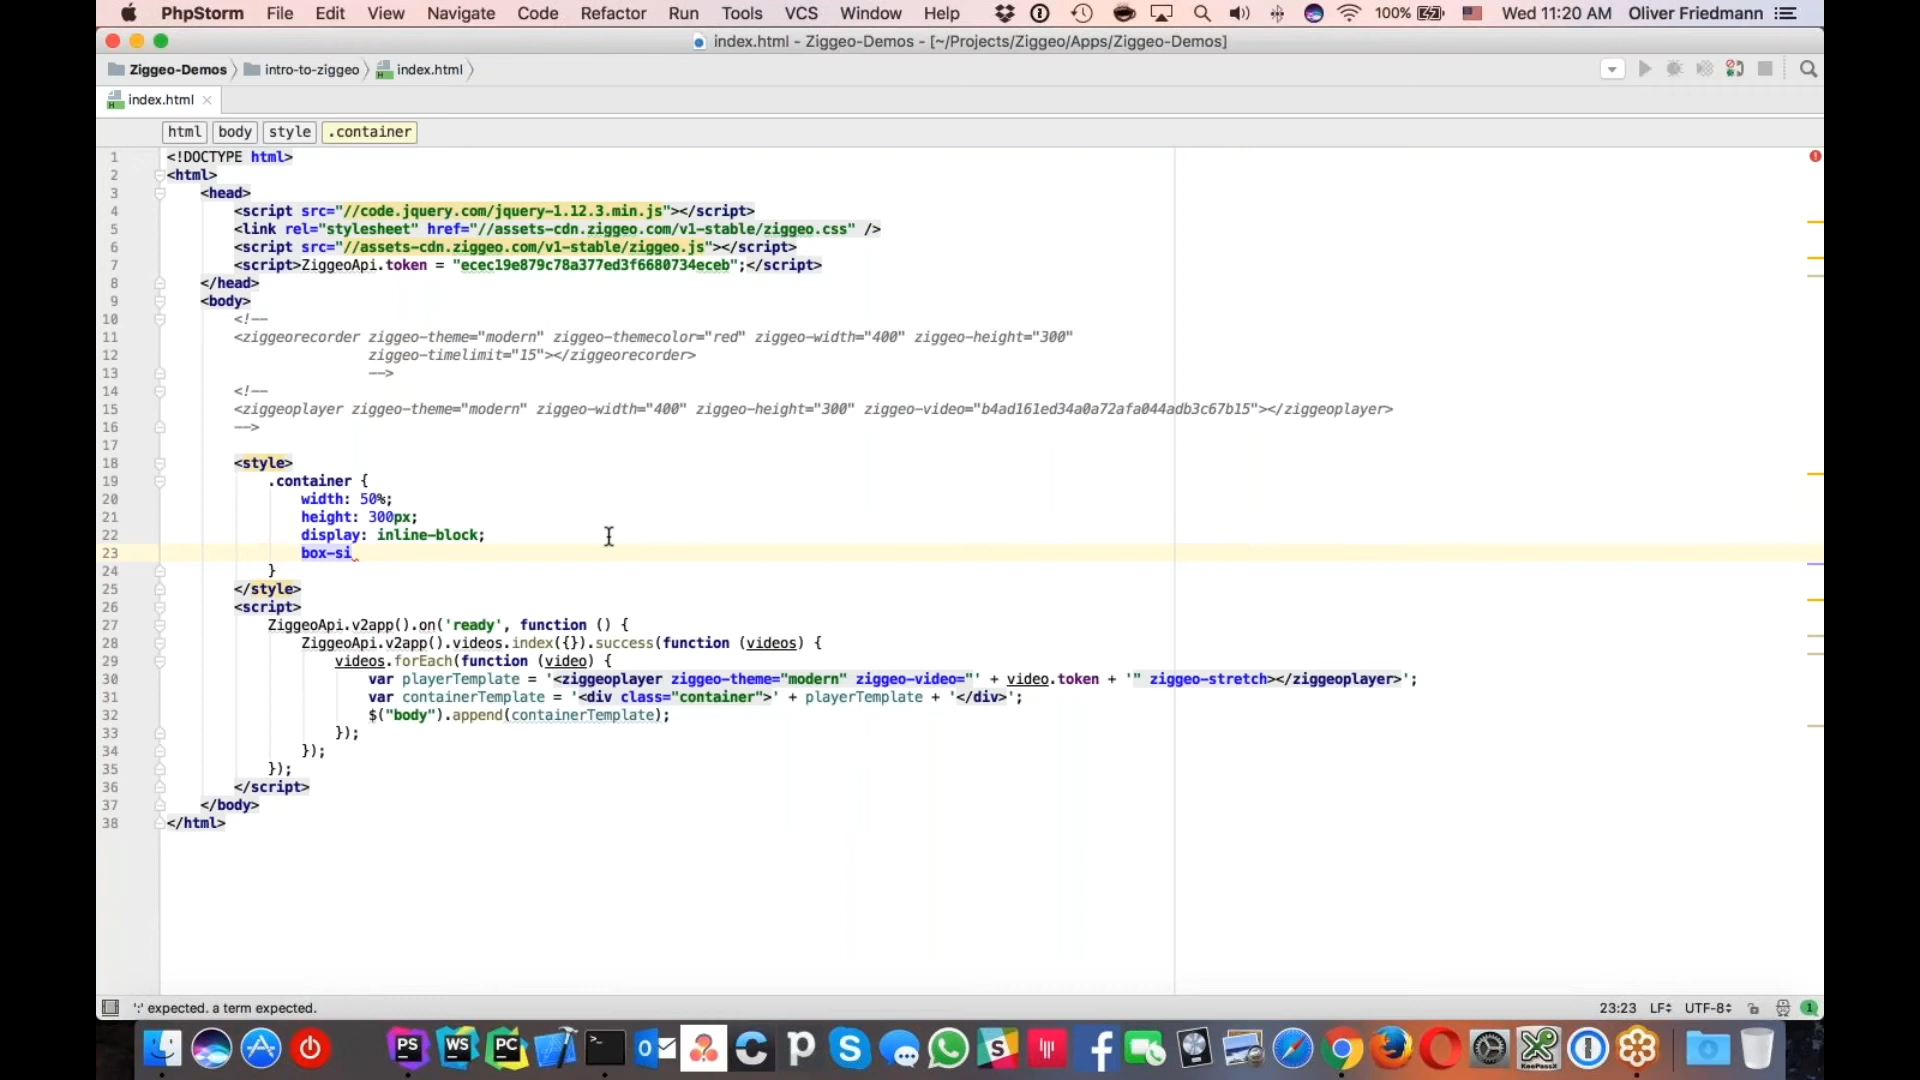 PhpStorm File Edit View Navigate Code Refactor Run Tools VCS Window Help 100% Wed 11:20 AM Oliver Friedmann
index.html - Ziggeo-Demos - [~/Projects/Ziggeo/Apps/Ziggeo-Demos]
Ziggeo-Demos intro-to-ziggeo index.html
index.html
html body style .container
1 <!DOCTYPE html>
2 <html>
3 <head>
4 <script src="//code.jquery.com/jquery-1.12.3.min.js"></script>
5 <link rel="stylesheet" href="//assets-cdn.ziggeo.com/v1-stable/ziggeo.css" />
6 <script src="//assets-cdn.ziggeo.com/v1-stable/ziggeo.js"></script>
7 <script>ZiggeoApi.token = "ecec19e879c78a377ed3f6680734eceb";</script>
8 </head>
9 <body>
10 <!--
11 <ziggeorecorder ziggeo-theme="modern" ziggeo-themecolor="red" ziggeo-width="400" ziggeo-height="300"
12 ziggeo-timelimit="15"></ziggeorecorder>
13 -->
14 <!--
15 <ziggeoplayer ziggeo-theme="modern" ziggeo-width="400" ziggeo-height="300" ziggeo-video="b4ad161ed34a0a72afa044adb3c67b15"></ziggeoplayer>
16 -->
17
18 <style>
19 .container {
20 width: 50%;
21 height: 300px;
22 display: inline-block;
23 box-si
24 }
25 </style>
26 <script>
27 ZiggeoApi.v2app().on('ready', function () {
28 ZiggeoApi.v2app().videos.index({}).success(function (videos) {
29 videos.forEach(function (video) {
30 var playerTemplate = '<ziggeoplayer ziggeo-theme="modern" ziggeo-video="' + video.token + '" ziggeo-stretch></ziggeoplayer>';
31 var containerTemplate = '<div class="container">' + playerTemplate + '</div>';
32 $("body").append(containerTemplate);
33 });
34 });
35 });
36 </script>
37 </body>
38 </html>
':' expected. a term expected. 23:23 LF UTF-8 1
PS WS PC >_ O C p S S f X
KeePassX